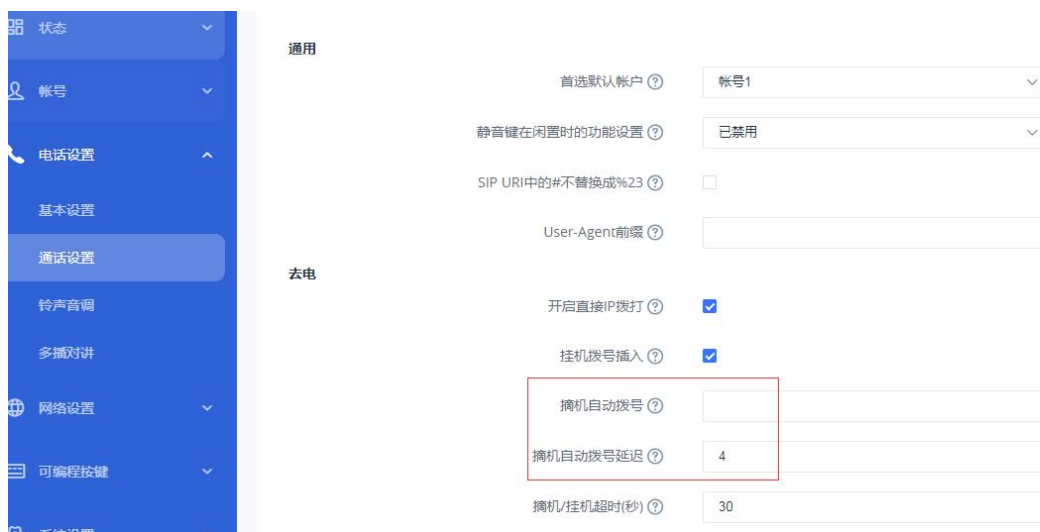 状态
帐号
电话设置
基本设置
通话设置
铃声音调
多播对讲
网络设置
可编程按键
通用
首选默认帐户 ? 帐号1
静音键在闲置时的功能设置 ? 已禁用
SIP URI中的#不替换成%23 ?
User-Agent前缀 ?
去电
开启直接IP拨打 ?
挂机拨号插入 ?
摘机自动拨号 ?
摘机自动拨号延迟 ? 4
摘机/挂机超时(秒) ? 30